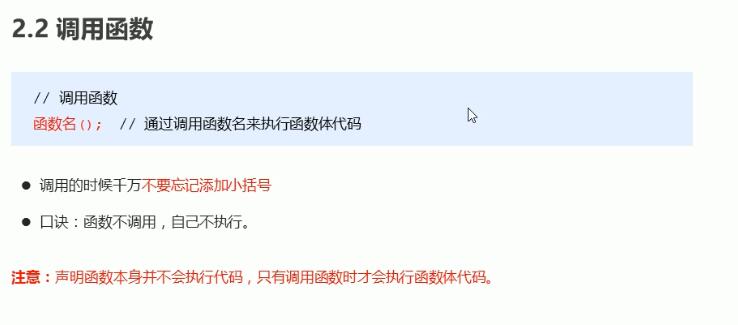 2.2 调用函数
// 调用函数
函数名(); // 通过调用函数名来执行函数体代码
● 调用的时候千万不要忘记添加小括号
● 口诀：函数不调用，自己不执行。
注意：声明函数本身并不会执行代码，只有调用函数时才会执行函数体代码。